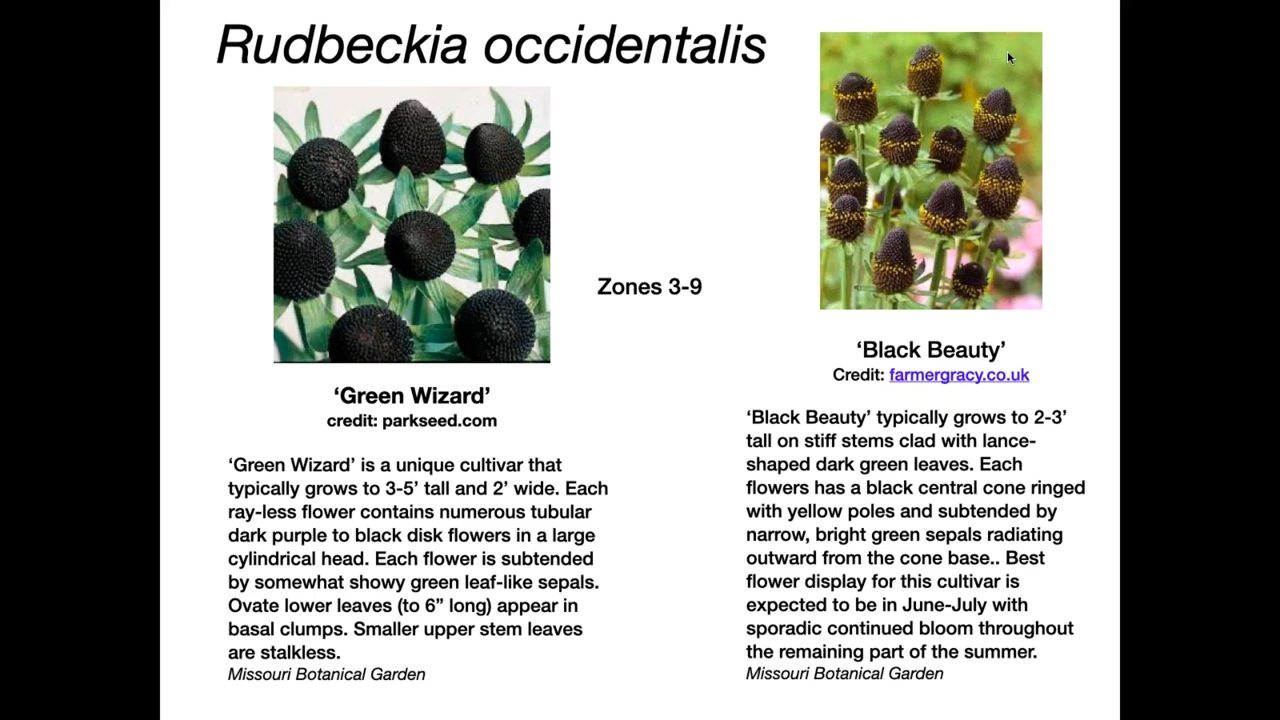 Rudbeckia occidentalis
Zones 3-9
‘Green Wizard’
credit: parkseed.com
‘Green Wizard’ is a unique cultivar that
typically grows to 3-5’ tall and 2’ wide. Each
ray-less flower contains numerous tubular
dark purple to black disk flowers in a large
cylindrical head. Each flower is subtended
by somewhat showy green leaf-like sepals.
Ovate lower leaves (to 6” long) appear in
basal clumps. Smaller upper stem leaves
are stalkless.
Missouri Botanical Garden
‘Black Beauty’
Credit: farmergracy.co.uk
‘Black Beauty’ typically grows to 2-3’
tall on stiff stems clad with lance-
shaped dark green leaves. Each
flowers has a black central cone ringed
with yellow poles and subtended by
narrow, bright green sepals radiating
outward from the cone base.. Best
flower display for this cultivar is
expected to be in June-July with
sporadic continued bloom throughout
the remaining part of the summer.
Missouri Botanical Garden